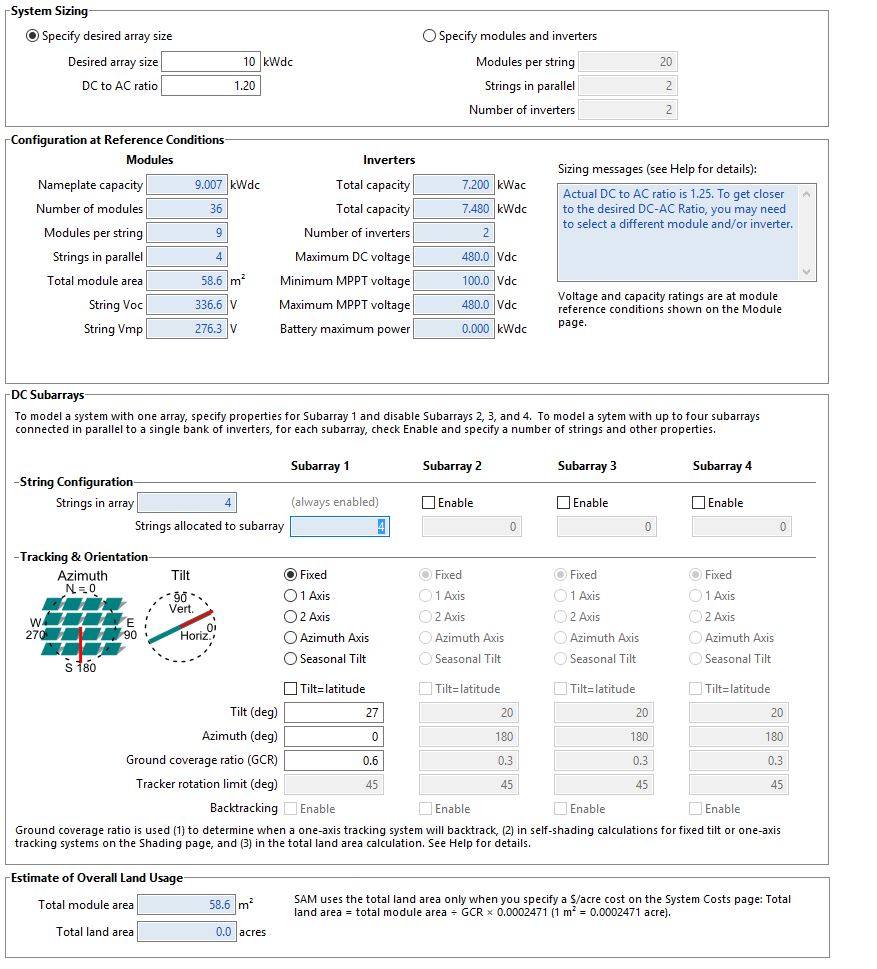 System Sizing
Specify desired array size
Specify modules and inverters
Desired array size 10 kWdc
Modules per string 20
DC to AC ratio 1.20
Strings in parallel 2
Number of inverters 2
Configuration at Reference Conditions
Modules
Inverters
Sizing messages (see Help for details):
Nameplate capacity 9.007 kWdc
Total capacity 7.200 kWac
Actual DC to AC ratio is 1.25. To get closer
to the desired DC-AC Ratio, you may need
to select a different module and/or inverter.
Number of modules 36
Total capacity 7.480 kWdc
Modules per string 9
Number of inverters 2
Strings in parallel 4
Maximum DC voltage 480.0 Vdc
Total module area 58.6 m²
Minimum MPPT voltage 100.0 Vdc
String Voc 336.6 V
Maximum MPPT voltage 480.0 Vdc
String Vmp 276.3 V
Battery maximum power 0.000 kWdc
Voltage and capacity ratings are at module
reference conditions shown on the Module
page.
DC Subarrays
To model a system with one array, specify properties for Subarray 1 and disable Subarrays 2, 3, and 4. To model a sytem with up to four subarrays
connected in parallel to a single bank of inverters, for each subarray, check Enable and specify a number of strings and other properties.
Subarray 1 Subarray 2 Subarray 3 Subarray 4
String Configuration
Strings in array 4 (always enabled) Enable Enable Enable
Strings allocated to subarray 4 0 0 0
Tracking & Orientation
Azimuth
N = 0
W
270
E
90
S 180
Tilt
90
Vert.
0
Horiz.
Fixed Fixed Fixed Fixed
1 Axis 1 Axis 1 Axis 1 Axis
2 Axis 2 Axis 2 Axis 2 Axis
Azimuth Axis Azimuth Axis Azimuth Axis Azimuth Axis
Seasonal Tilt Seasonal Tilt Seasonal Tilt Seasonal Tilt
Tilt=latitude Tilt=latitude Tilt=latitude Tilt=latitude
Tilt (deg) 27 20 20 20
Azimuth (deg) 0 180 180 180
Ground coverage ratio (GCR) 0.6 0.3 0.3 0.3
Tracker rotation limit (deg) 45 45 45 45
Backtracking Enable Enable Enable Enable
Ground coverage ratio is used (1) to determine when a one-axis tracking system will backtrack, (2) in self-shading calculations for fixed tilt or one-axis
tracking systems on the Shading page, and (3) in the total land area calculation. See Help for details.
Estimate of Overall Land Usage
Total module area 58.6 m²
Total land area 0.0 acres
SAM uses the total land area only when you specify a $/acre cost on the System Costs page: Total
land area = total module area ÷ GCR × 0.0002471 (1 m² = 0.0002471 acre).